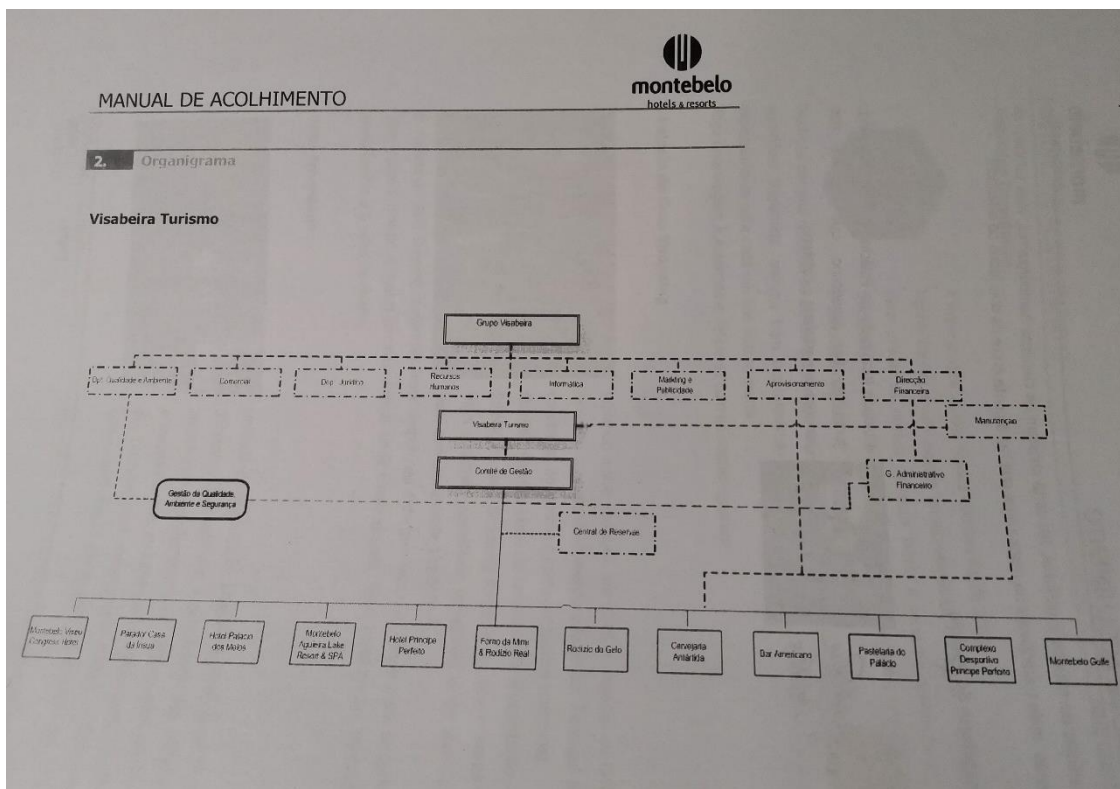 montebelo
hotels & resorts
MANUAL DE ACOLHIMENTO
2. Organigrama
Visabeira Turismo
Grupo Visabeira
Dpt. Qualidade e Ambiente
Comercial
Dep. Jurídico
Recursos
Humanos
Informática
Marketing e
Publicidade
Aprovisionamento
Direcção
Financeira
Visabeira Turismo
Manutenção
Comité de Gestão
G. Administrativo
Financeiro
Gestão da Qualidade,
Ambiente e Segurança
Central de Reservas
Montebelo Viseu
Congress Hotel
Parador Casa
da Ínsua
Hotel Palácio
dos Melos
Montebelo
Aguieira Lake
Resort & SPA
Hotel Príncipe
Perfeito
Forno da Mimi
& Rodízio Real
Rodízio do Gelo
Cervejaria
Antártida
Bar Americano
Pastelaria do
Palácio
Complexo
Desportivo
Príncipe Perfeito
Montebelo Golfe